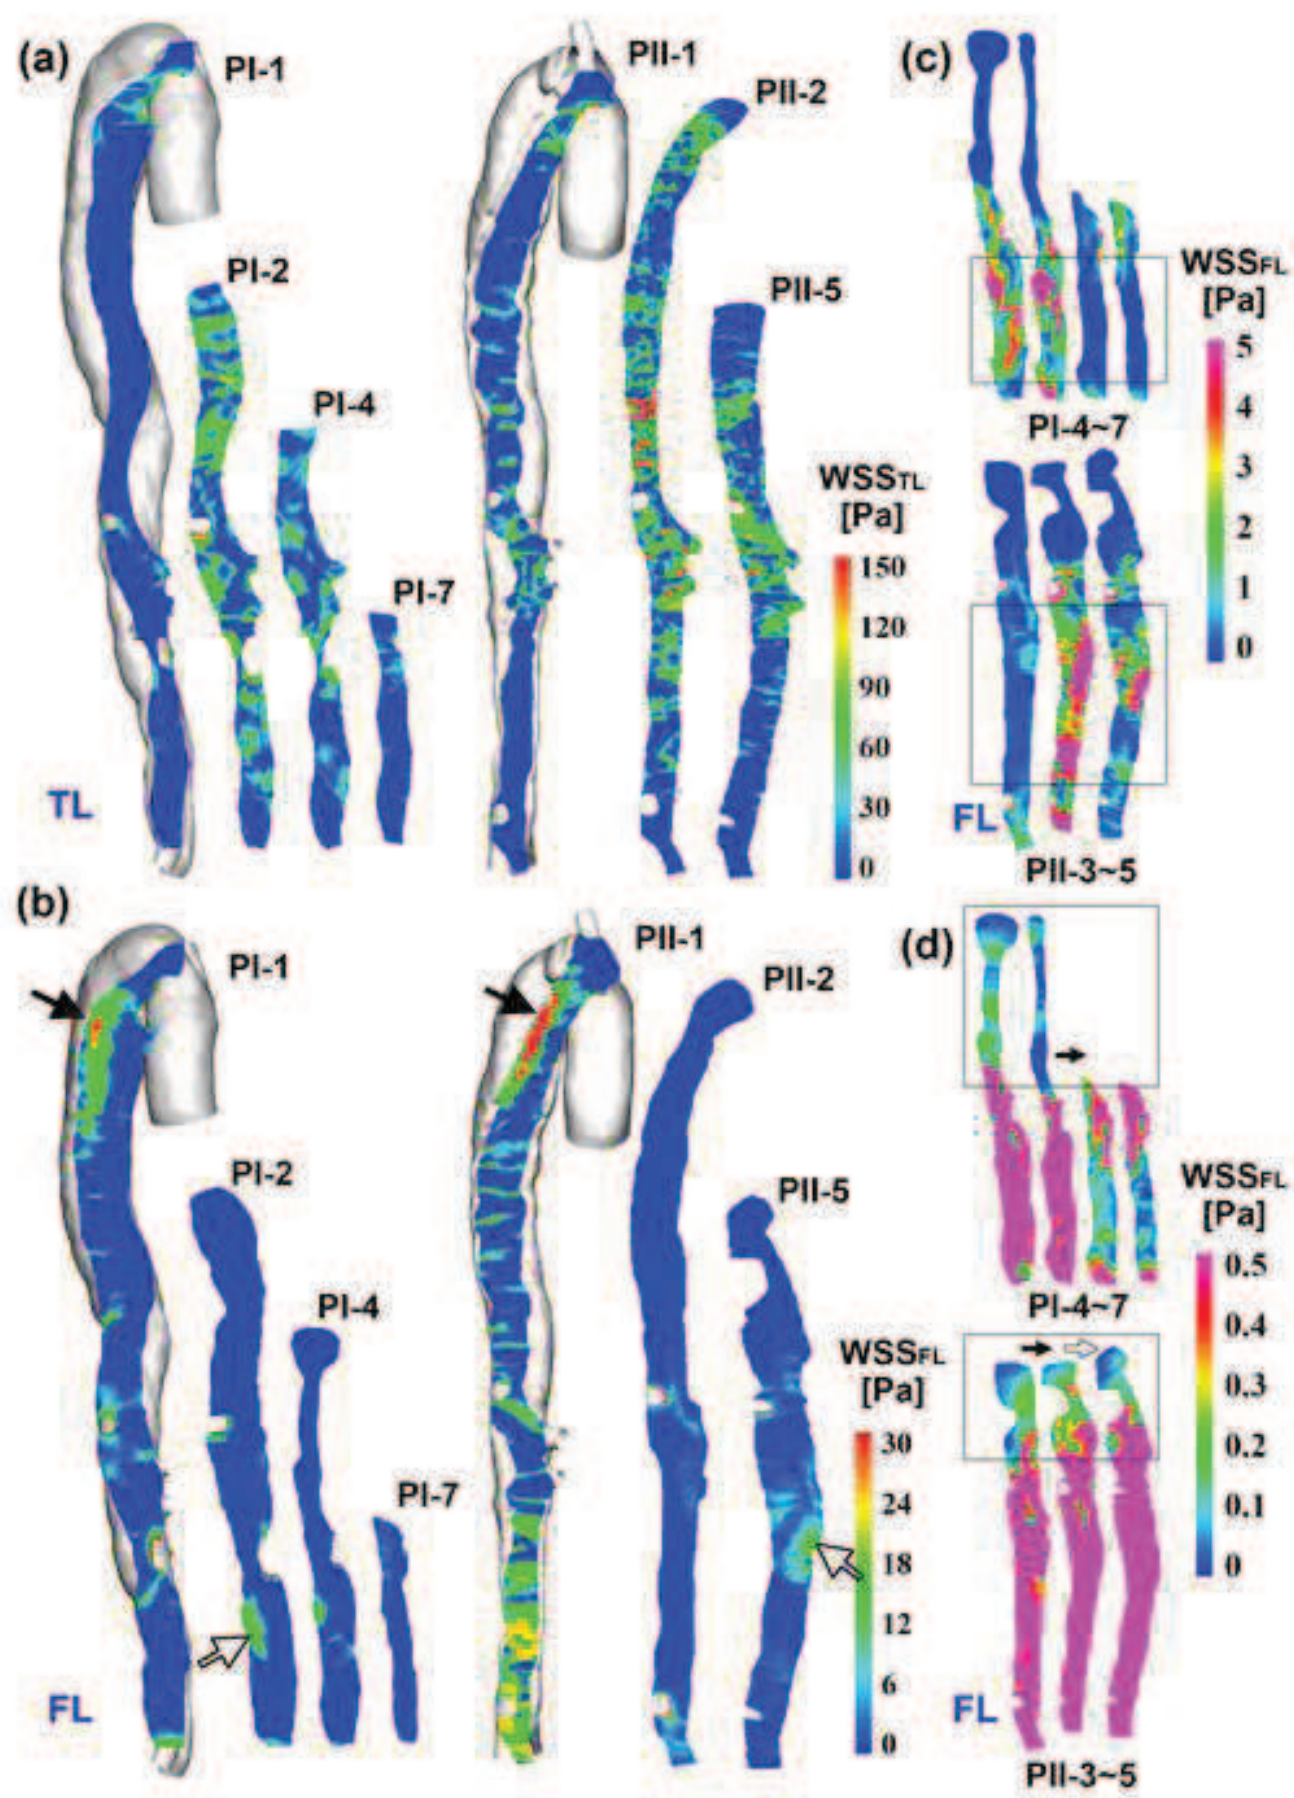 (a)
PI-1
PI-2
PI-4
PI-7
TL
PII-1
PII-2
PII-5
WSSTL
[Pa]
150
120
90
60
30
0
(c)
WSSFL
[Pa]
5
4
3
2
1
0
PI-4~7
FL
PII-3~5
(b)
PI-1
PI-2
PI-4
PI-7
FL
PII-1
PII-2
PII-5
WSSFL
[Pa]
30
24
18
12
6
0
(d)
WSSFL
[Pa]
0.5
0.4
0.3
0.2
0.1
0
PI-4~7
FL
PII-3~5